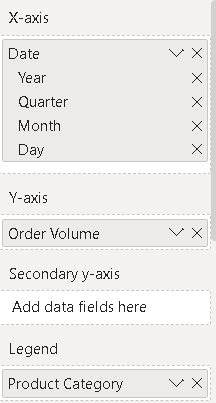 X-axis
Date
Year
Quarter
Month
Day
Y-axis
Order Volume
Secondary y-axis
Add data fields here
Legend
Product Category